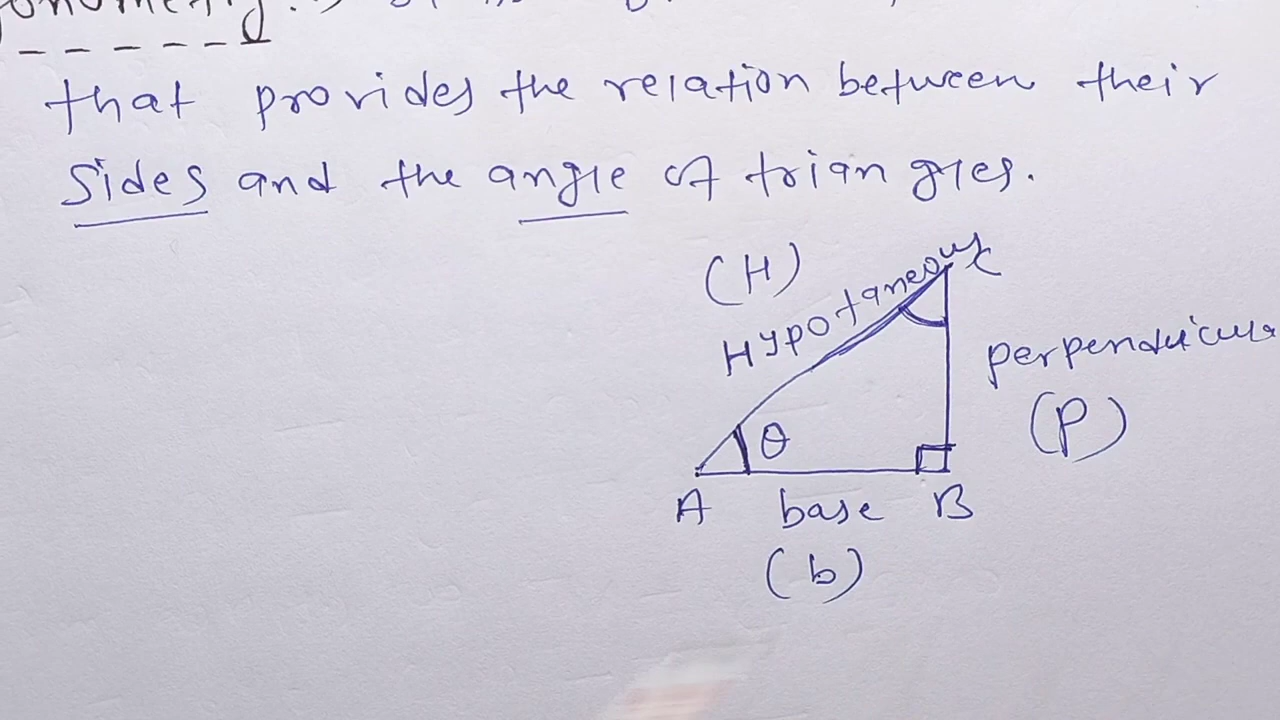 that provides the relation between their
sides and the angle of triangles.
(H)
Hypotaneous
C
perpendicular
(P)
θ
A base B
(b)